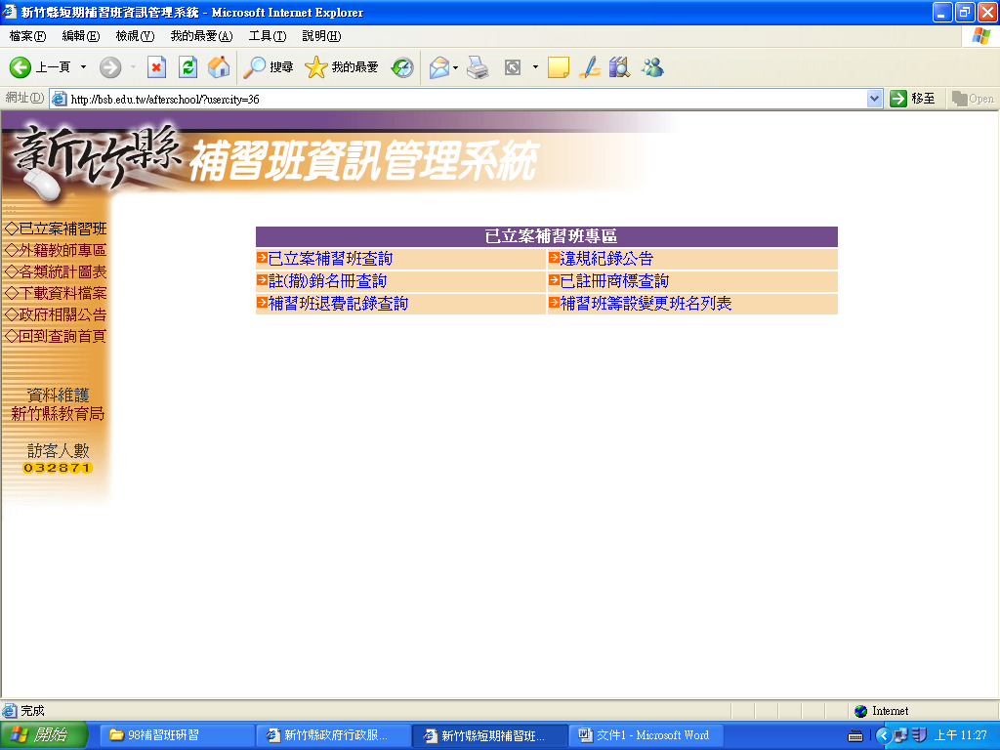 新竹縣短期補習班資訊管理系統 - Microsoft Internet Explorer
檔案(F) 編輯(E) 檢視(V) 我的最愛(A) 工具(T) 說明(H)
上一頁 搜尋 我的最愛
網址(D) http://bsb.edu.tw/afterschool/?usercity=36 移至 Open
新竹縣 補習班資訊管理系統
◇已立案補習班
◇外籍教師專區
◇各類統計圖表
◇下載資料檔案
◇政府相關公告
◇回到查詢首頁
資料維護
新竹縣教育局
訪客人數
032871
已立案補習班專區
已立案補習班查詢 違規紀錄公告
註(撤)銷名冊查詢 已註冊商標查詢
補習班退費記錄查詢 補習班籌設變更班名列表
完成 Internet
開始 98補習班研習 新竹縣政府行政服... 新竹縣短期補習班... 文件1 - Microsoft Word 上午 11:27